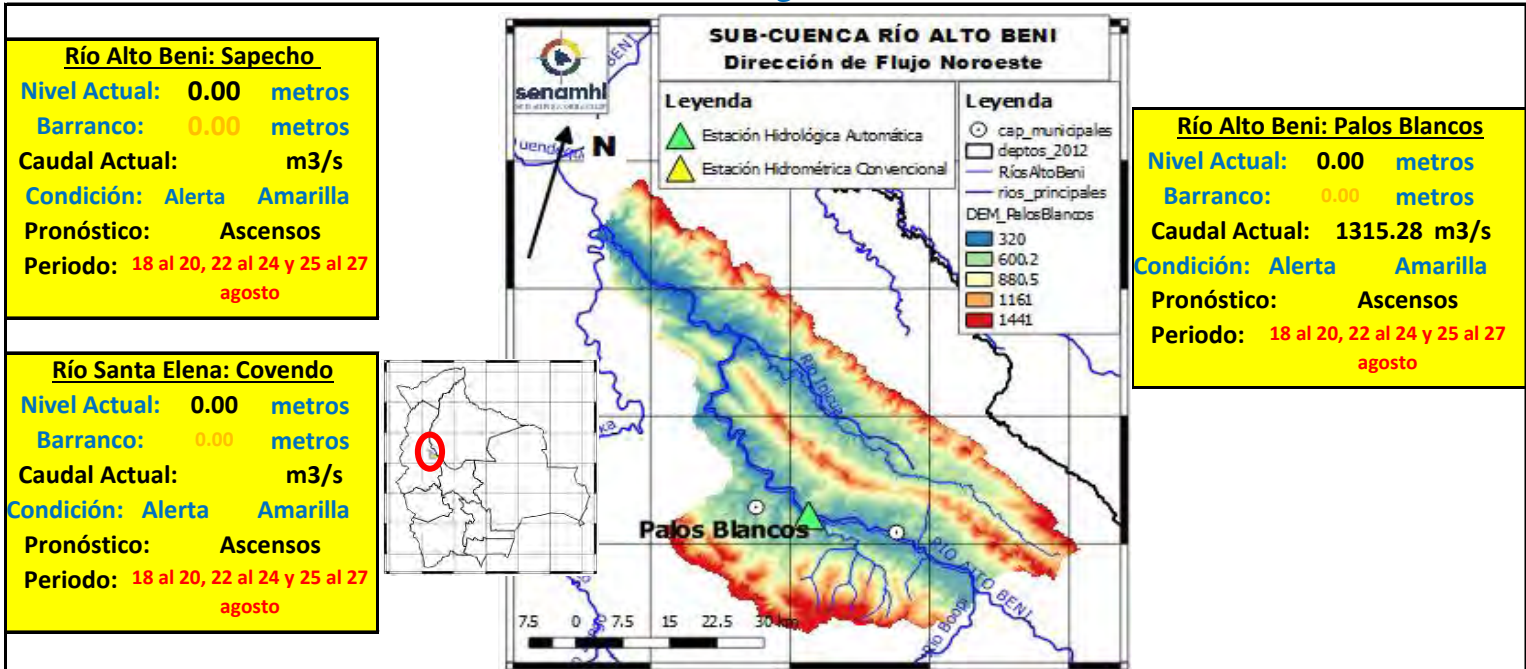 Río Alto Beni: Sapecho
Nivel Actual: 0.00 metros
Barranco: 0.00 metros
Caudal Actual: m3/s
Condición: Alerta Amarilla
Pronóstico: Ascensos
Periodo: 18 al 20, 22 al 24 y 25 al 27
agosto
Río Santa Elena: Covendo
Nivel Actual: 0.00 metros
Barranco: 0.00 metros
Caudal Actual: m3/s
Condición: Alerta Amarilla
Pronóstico: Ascensos
Periodo: 18 al 20, 22 al 24 y 25 al 27
agosto
senamhi
SUB-CUENCA RÍO ALTO BENI
Dirección de Flujo Noroeste
BENI
N
Leyenda
Estación Hidrológica Automática
Estación Hidrométrica Convencional
Leyenda
cap_municipales
deptos_2012
RíosAltoBeni
rios_principales
DEM_PalosBlancos
320
600.2
880.5
1161
1441
Río Inicua
Palos Blancos
RÍO ALTO BENI
Río Boopi
7.5 0 7.5 15 22.5 30 km
Río Alto Beni: Palos Blancos
Nivel Actual: 0.00 metros
Barranco: 0.00 metros
Caudal Actual: 1315.28 m3/s
Condición: Alerta Amarilla
Pronóstico: Ascensos
Periodo: 18 al 20, 22 al 24 y 25 al 27
agosto